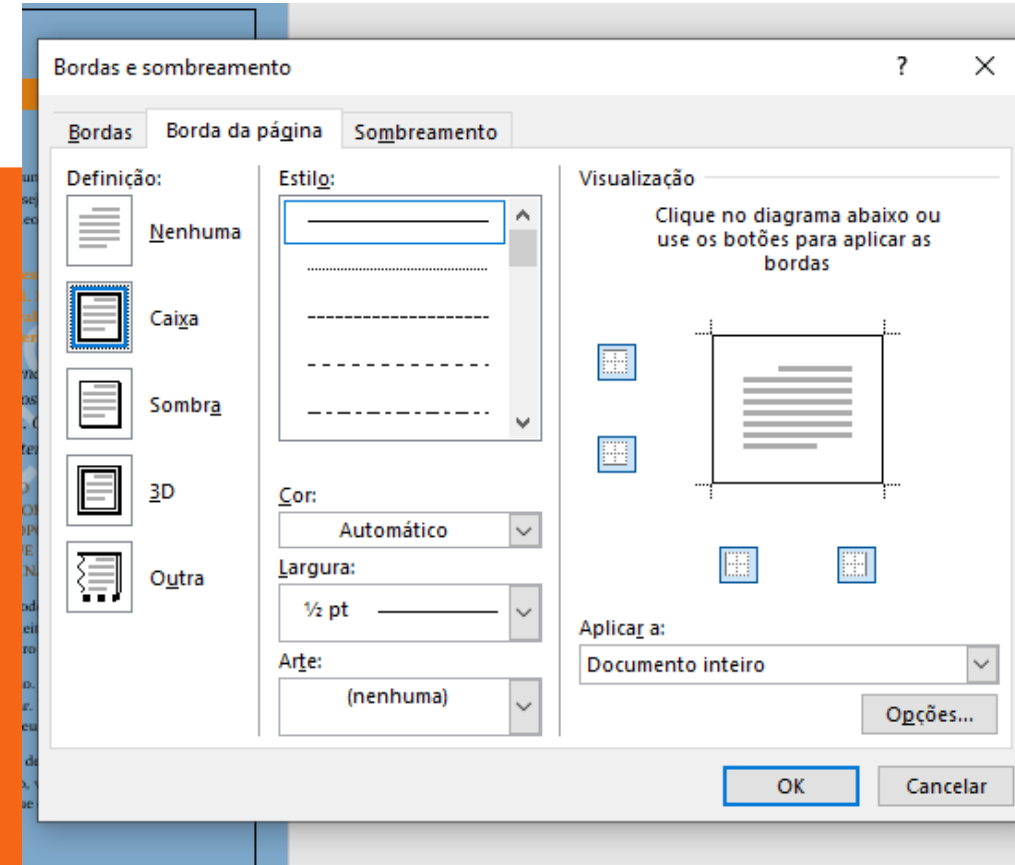 Bordas e sombreamento
?
Bordas
Borda da página
Sombreamento
Definição:
Nenhuma
Caixa
Sombra
3D
Outra
Estilo:
Cor:
Automático
Largura:
½ pt
Arte:
(nenhuma)
Visualização
Clique no diagrama abaixo ou
use os botões para aplicar as
bordas
Aplicar a:
Documento inteiro
Opções...
OK
Cancelar